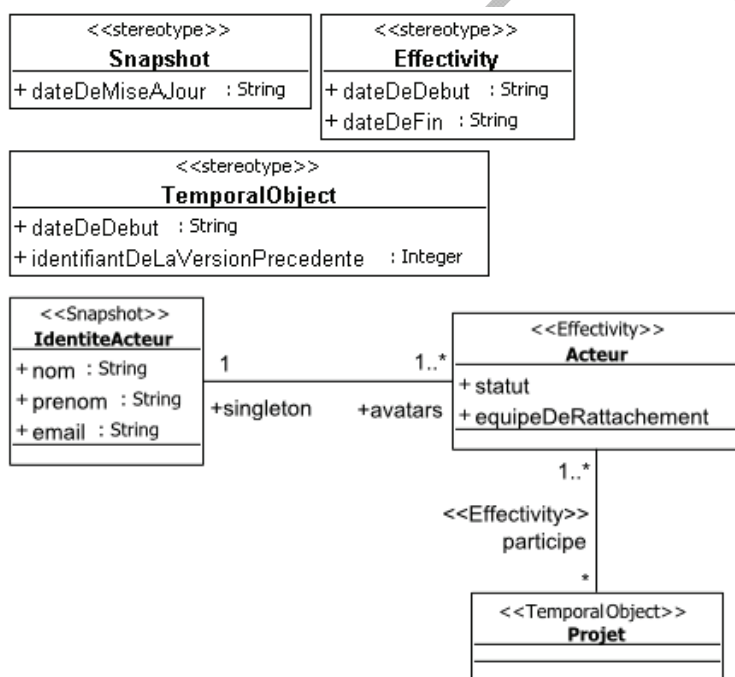 <<stereotype>>
Snapshot
+ dateDeMiseAJour : String
<<stereotype>>
Effectivity
+ dateDeDebut : String
+ dateDeFin : String
<<stereotype>>
TemporalObject
+ dateDeDebut : String
+ identifiantDeLaVersionPrecedente : Integer
<<Snapshot>>
IdentiteActeur
+ nom : String
+ prenom : String
+ email : String
1
1..*
+singleton
+avatars
<<Effectivity>>
Acteur
+ statut
+ equipeDeRattachement
1..*
<<Effectivity>>
participe
*
<<TemporalObject>>
Projet